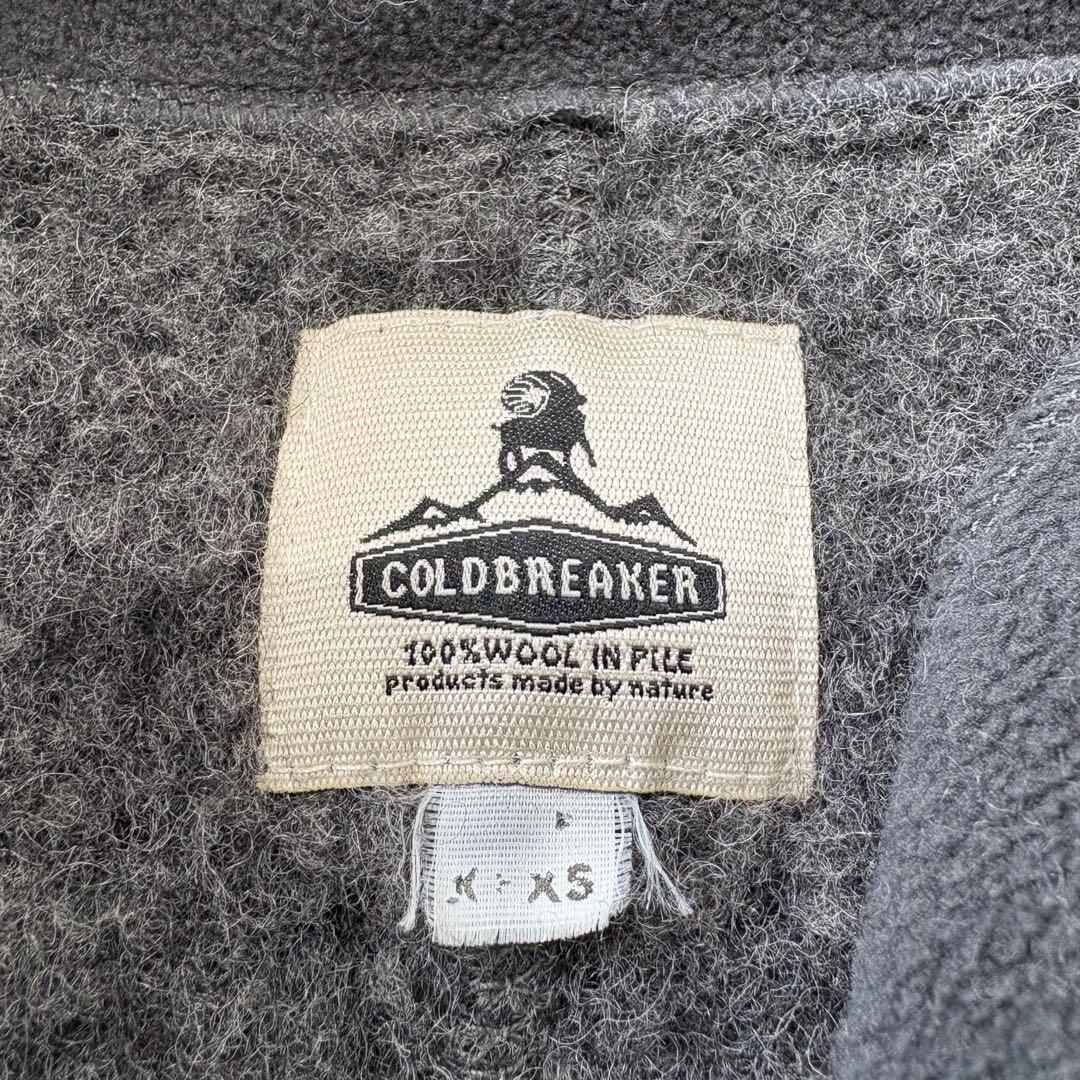 COLDBREAKER
100% WOOL IN PILE
products made by nature
XS